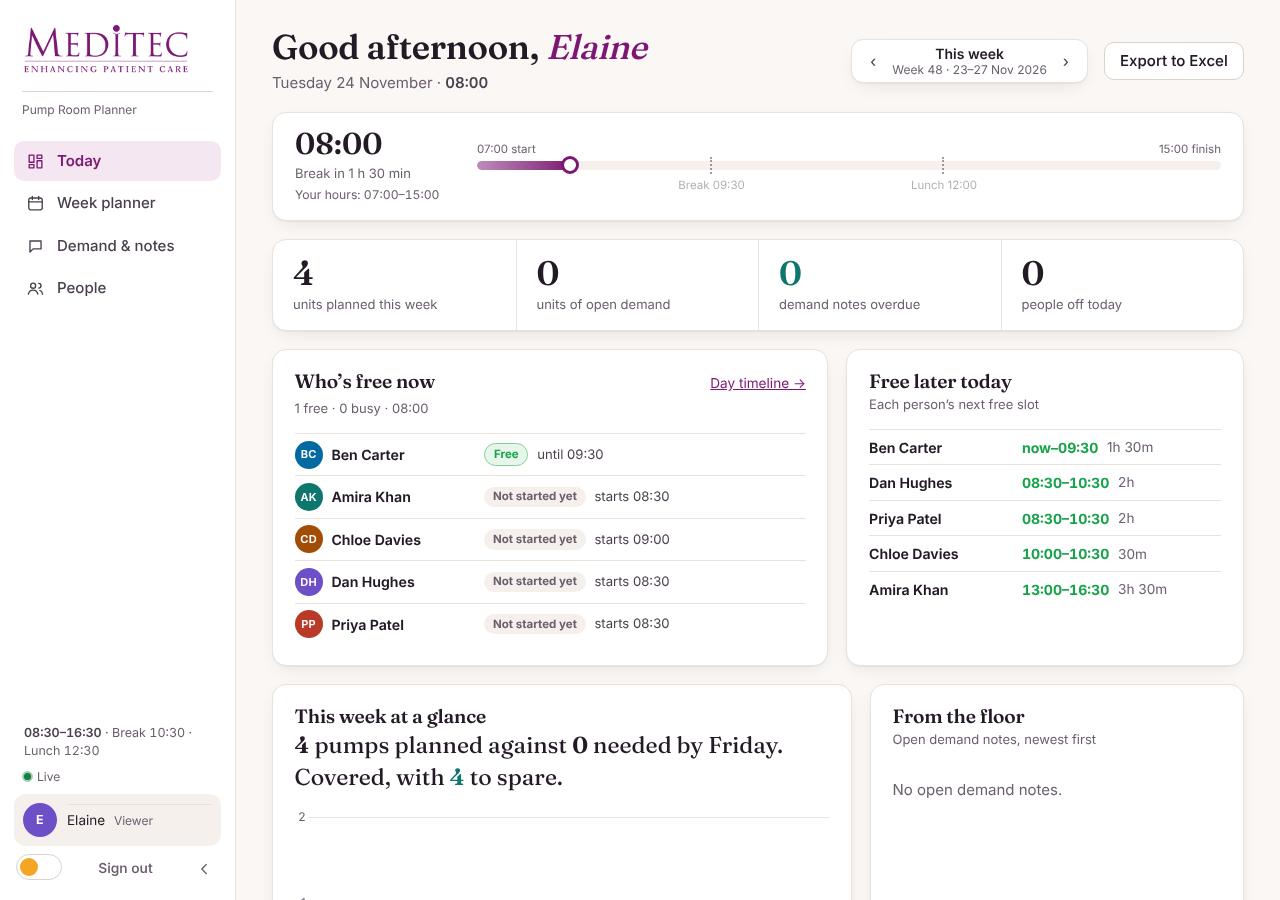 MEDITEC
ENHANCING PATIENT CARE
Pump Room Planner
Today
Week planner
Demand & notes
People
08:30–16:30 · Break 10:30 ·
Lunch 12:30
Live
E
Elaine Viewer
Sign out
Good afternoon, Elaine
Tuesday 24 November · 08:00
‹ This week ›
Week 48 · 23–27 Nov 2026
Export to Excel
08:00
Break in 1 h 30 min
Your hours: 07:00–15:00
07:00 start
15:00 finish
Break 09:30
Lunch 12:00
4
units planned this week
0
units of open demand
0
demand notes overdue
0
people off today
Who’s free now
Day timeline →
1 free · 0 busy · 08:00
BC Ben Carter Free until 09:30
AK Amira Khan Not started yet starts 08:30
CD Chloe Davies Not started yet starts 09:00
DH Dan Hughes Not started yet starts 08:30
PP Priya Patel Not started yet starts 08:30
Free later today
Each person’s next free slot
Ben Carter now–09:30 1h 30m
Dan Hughes 08:30–10:30 2h
Priya Patel 08:30–10:30 2h
Chloe Davies 10:00–10:30 30m
Amira Khan 13:00–16:30 3h 30m
This week at a glance
4 pumps planned against 0 needed by Friday.
Covered, with 4 to spare.
2
From the floor
Open demand notes, newest first
No open demand notes.